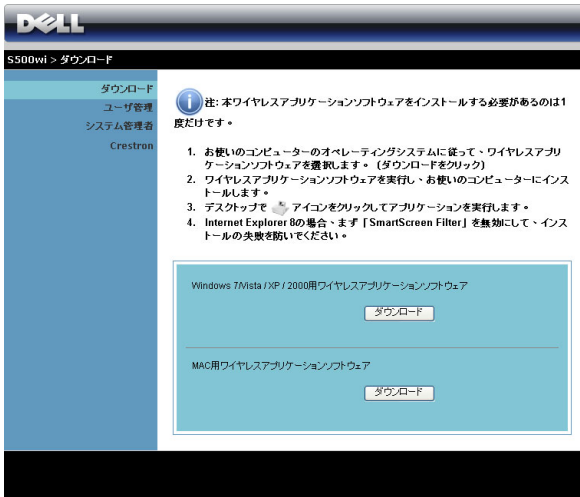 DELL
S500wi > ダウンロード
ダウンロード
ユーザ管理
システム管理者
Crestron
注: 本ワイヤレスアプリケーションソフトウェアをインストールする必要があるのは1
度だけです。
1. お使いのコンピューターのオペレーティングシステムに従って、ワイヤレスアプリ
ケーションソフトウェアを選択します。(ダウンロードをクリック)
2. ワイヤレスアプリケーションソフトウェアを実行し、お使いのコンピューターにインス
トールします。
3. デスクトップで アイコンをクリックしてアプリケーションを実行します。
4. Internet Explorer 8の場合、まず「SmartScreen Filter」を無効にして、インス
トールの失敗を防いでください。
Windows 7/Vista / XP / 2000用ワイヤレスアプリケーションソフトウェア
ダウンロード
MAC用ワイヤレスアプリケーションソフトウェア
ダウンロード